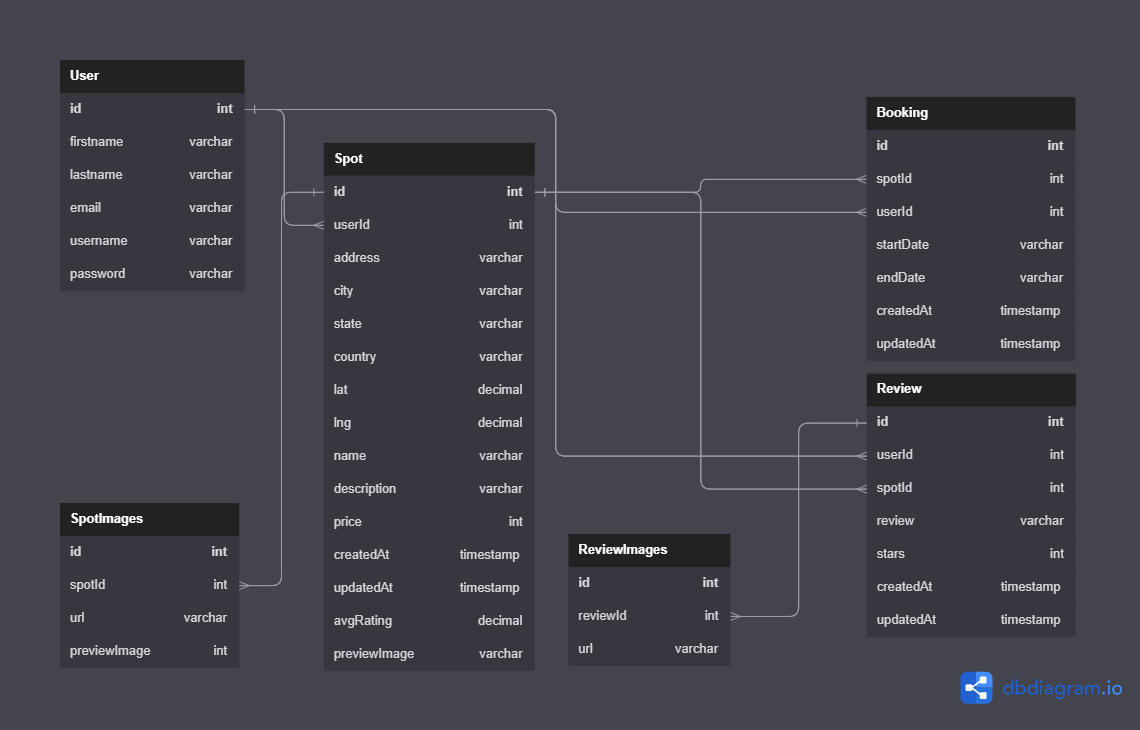 User
id int
firstname varchar
lastname varchar
email varchar
username varchar
password varchar
Spot
id int
userId int
address varchar
city varchar
state varchar
country varchar
lat decimal
lng decimal
name varchar
description varchar
price int
createdAt timestamp
updatedAt timestamp
avgRating decimal
previewImage varchar
Booking
id int
spotId int
userId int
startDate varchar
endDate varchar
createdAt timestamp
updatedAt timestamp
Review
id int
userId int
spotId int
review varchar
stars int
createdAt timestamp
updatedAt timestamp
SpotImages
id int
spotId int
url varchar
previewImage int
ReviewImages
id int
reviewId int
url varchar
dbdiagram.io